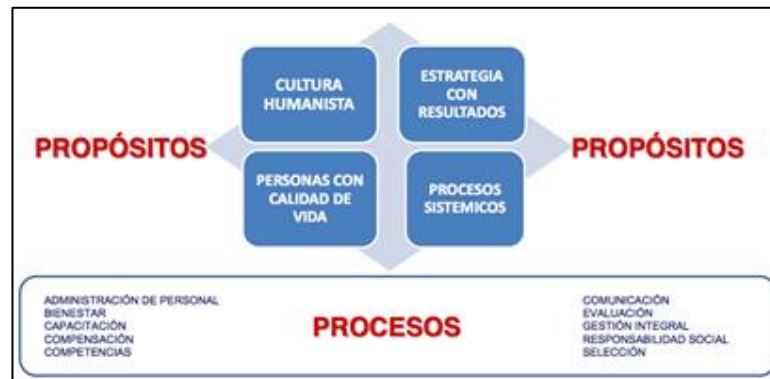 CULTURA
HUMANISTA
ESTRATEGIA
CON
RESULTADOS
PROPÓSITOS
PROPÓSITOS
PERSONAS CON
CALIDAD DE
VIDA
PROCESOS
SISTEMICOS
ADMINISTRACIÓN DE PERSONAL
BIENESTAR
CAPACITACIÓN
COMPENSACIÓN
COMPETENCIAS
PROCESOS
COMUNICACIÓN
EVALUACIÓN
GESTIÓN INTEGRAL
RESPONSABILIDAD SOCIAL
SELECCIÓN